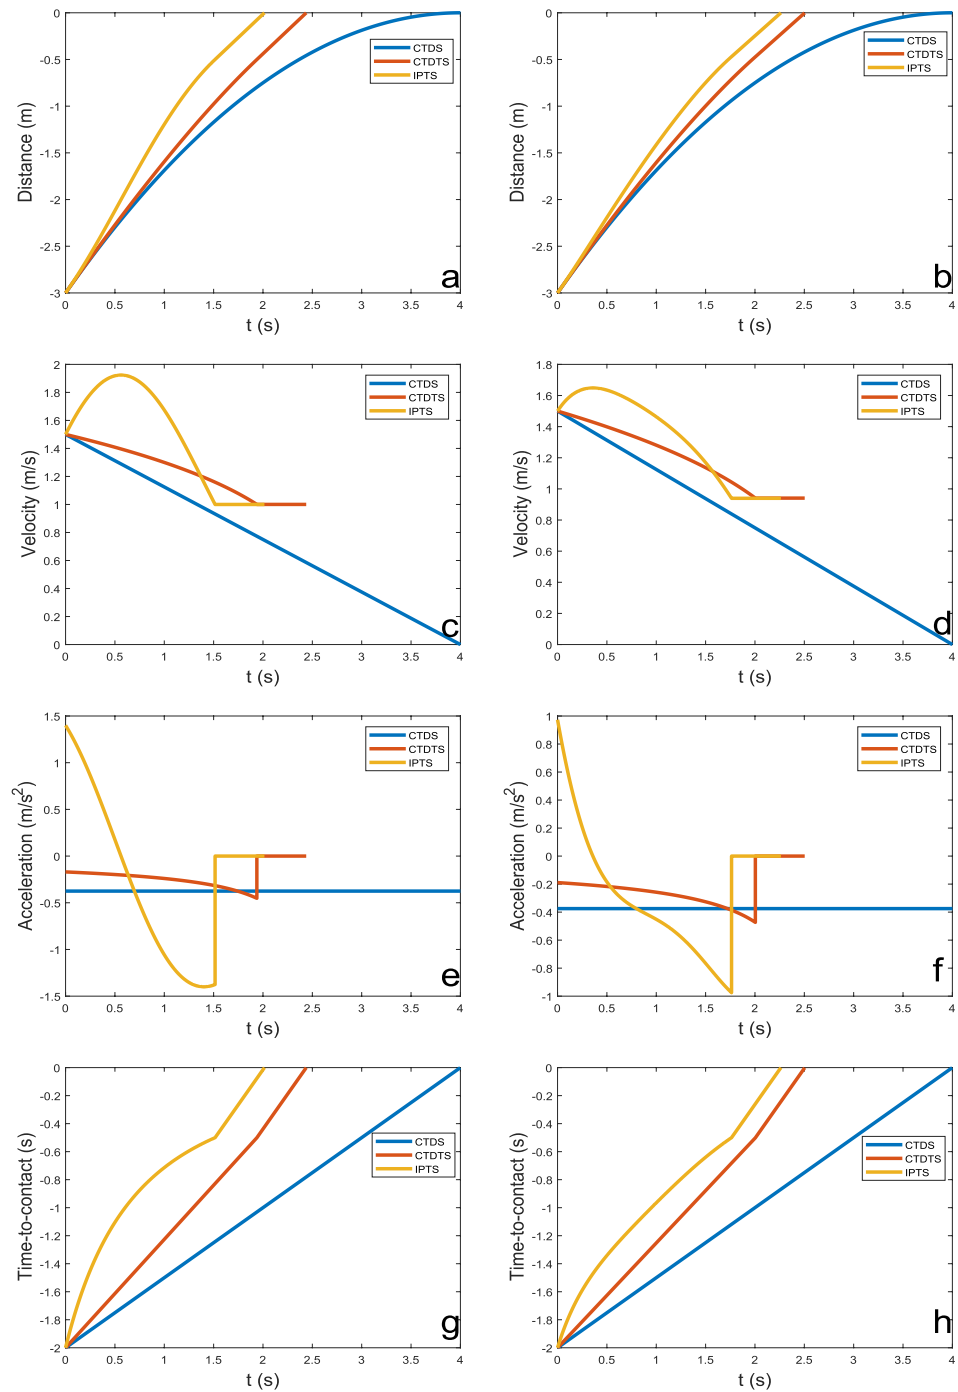 0
-0.5
-1
-1.5
-2
-2.5
-3
Distance (m)
CTDS
CTDTS
IPTS
a
0 0.5 1 1.5 2 2.5 3 3.5 4
t (s)
0
-0.5
-1
-1.5
-2
-2.5
-3
Distance (m)
CTDS
CTDTS
IPTS
b
0 0.5 1 1.5 2 2.5 3 3.5 4
t (s)
2
1.8
1.6
1.4
1.2
1
0.8
0.6
0.4
0.2
0
Velocity (m/s)
CTDS
CTDTS
IPTS
c
0 0.5 1 1.5 2 2.5 3 3.5 4
t (s)
1.8
1.6
1.4
1.2
1
0.8
0.6
0.4
0.2
0
Velocity (m/s)
CTDS
CTDTS
IPTS
d
0 0.5 1 1.5 2 2.5 3 3.5 4
t (s)
1.5
1
0.5
0
-0.5
-1
-1.5
Acceleration (m/s²)
CTDS
CTDTS
IPTS
e
0 0.5 1 1.5 2 2.5 3 3.5 4
t (s)
1
0.8
0.6
0.4
0.2
0
-0.2
-0.4
-0.6
-0.8
-1
Acceleration (m/s²)
CTDS
CTDTS
IPTS
f
0 0.5 1 1.5 2 2.5 3 3.5 4
t (s)
0
-0.2
-0.4
-0.6
-0.8
-1
-1.2
-1.4
-1.6
-1.8
-2
Time-to-contact (s)
CTDS
CTDTS
IPTS
g
0 0.5 1 1.5 2 2.5 3 3.5 4
t (s)
0
-0.2
-0.4
-0.6
-0.8
-1
-1.2
-1.4
-1.6
-1.8
-2
Time-to-contact (s)
CTDS
CTDTS
IPTS
h
0 0.5 1 1.5 2 2.5 3 3.5 4
t (s)